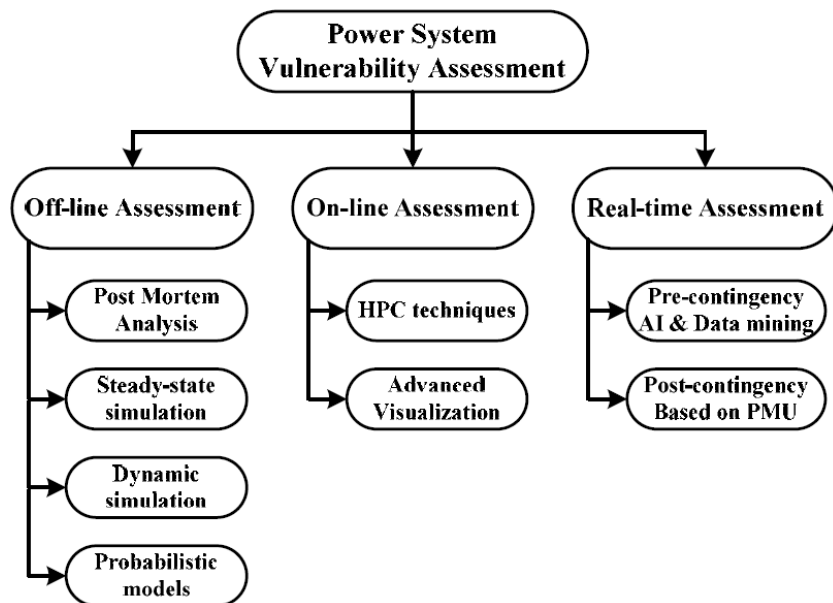 Power System
Vulnerability Assessment
Off-line Assessment
On-line Assessment
Real-time Assessment
Post Mortem
Analysis
Steady-state
simulation
Dynamic
simulation
Probabilistic
models
HPC techniques
Advanced
Visualization
Pre-contingency
AI & Data mining
Post-contingency
Based on PMU